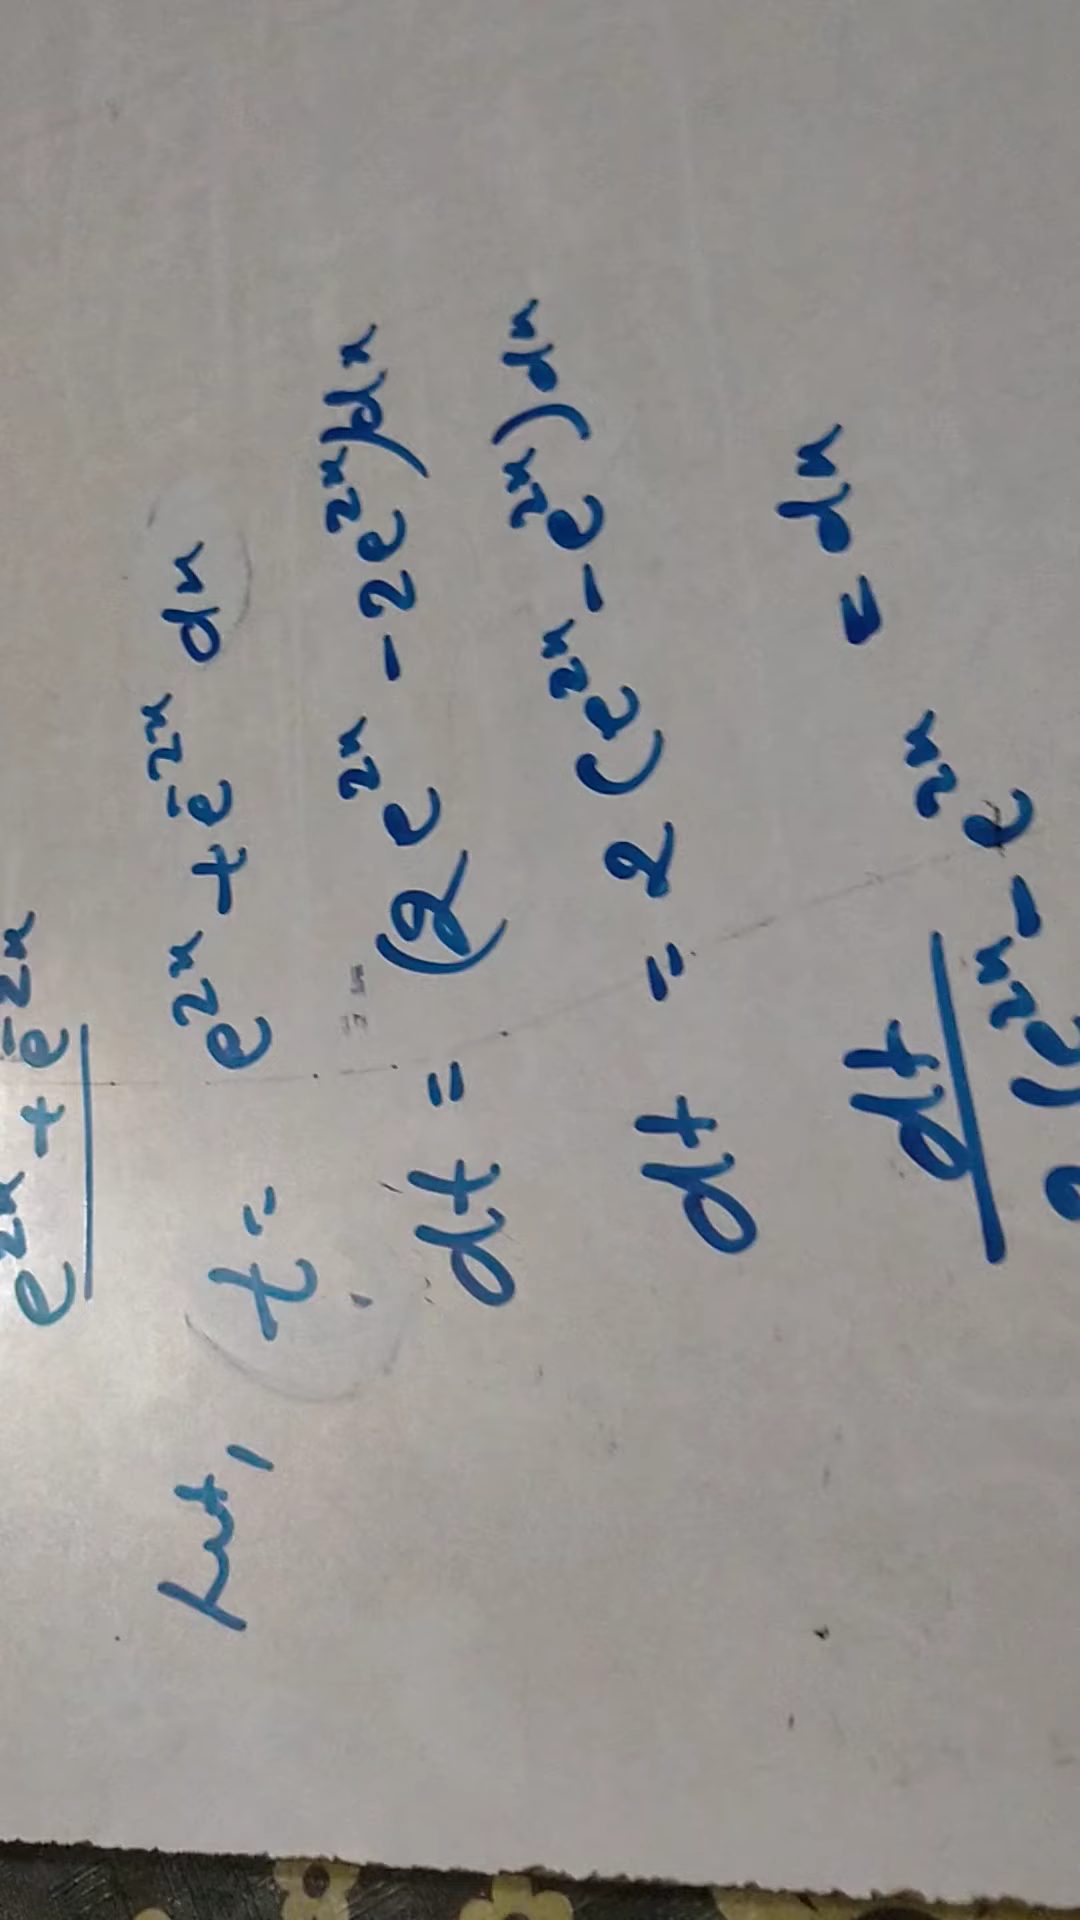 e^{2x} + e^{-2x}
Let, t = e^{2x} + e^{-2x} dx
dt = (2e^{2x} - 2e^{2x})dx
dt = 2(e^{2x} - e^{2x})dx
dt/2(e^{2x} - e^{2x} = dx